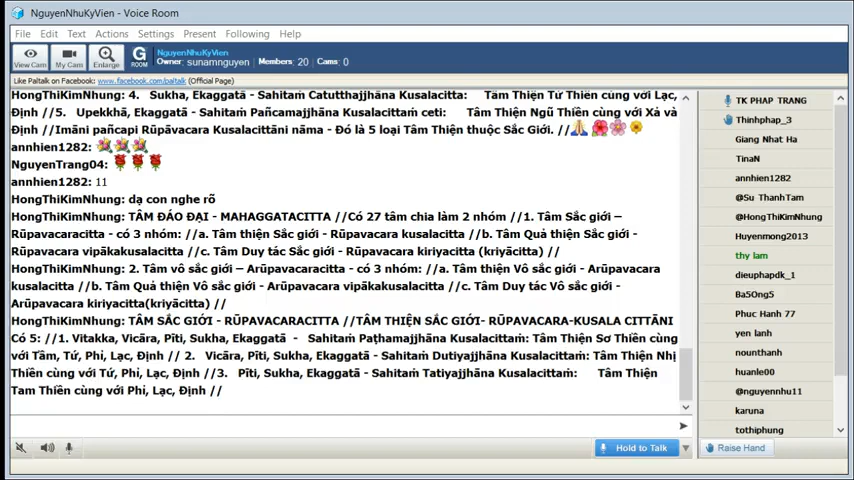 NguyenNhuKyVien - Voice Room
File Edit Text Actions Settings Present Following Help
View Cam My Cam Enlarge G ROOM
NguyenNhuKyVien
Owner: sunamnguyen Members: 20 Cams: 0
Like Paltalk on Facebook: www.facebook.com/paltalk (Official Page)
HongThiKimNhung: 4. Sukha, Ekaggatā - Sahitaṁ Catutthajjhāna Kusalacitta: Tâm Thiện Tứ Thiền cùng với Lạc,
Định //5. Upekkhā, Ekaggatā - Sahitaṁ Pañcamajjhāna Kusalacittaṁ ceti: Tâm Thiện Ngũ Thiền cùng với Xả và
Định //Imāni pañcapi Rūpāvacara Kusalacittāni nāma - Đó là 5 loại Tâm Thiện thuộc Sắc Giới. //
annhien1282:
NguyenTrang04:
annhien1282: 11
HongThiKimNhung: dạ con nghe rõ
HongThiKimNhung: TÂM ĐÁO ĐẠI - MAHAGGATACITTA //Có 27 tâm chia làm 2 nhóm //1. Tâm Sắc giới –
Rūpavacaracitta - có 3 nhóm: //a. Tâm thiện Sắc giới - Rūpavacara kusalacitta //b. Tâm Quả thiện Sắc giới -
Rūpavacara vipākakusalacitta //c. Tâm Duy tác Sắc giới - Rūpavacara kiriyacitta (kriyācitta) //
HongThiKimNhung: 2. Tâm vô sắc giới – Arūpavacaracitta - có 3 nhóm: //a. Tâm thiện Vô sắc giới - Arūpavacara
kusalacitta //b. Tâm Quả thiện Vô sắc giới - Arūpavacara vipākakusalacitta //c. Tâm Duy tác Vô sắc giới -
Arūpavacara kiriyacitta(kriyācitta) //
HongThiKimNhung: TÂM SẮC GIỚI - RŪPAVACARACITTA //TÂM THIỆN SẮC GIỚI- RŪPAVACARA-KUSALA CITTĀNI
Có 5: //1. Vitakka, Vicāra, Pīti, Sukha, Ekaggatā - Sahitaṁ Paṭhamajjhāna Kusalacittaṁ: Tâm Thiện Sơ Thiền cùng
với Tầm, Tứ, Phỉ, Lạc, Định // 2. Vicāra, Pīti, Sukha, Ekaggatā - Sahitaṁ Dutiyajjhāna Kusalacittaṁ: Tâm Thiện Nhị
Thiền cùng với Tứ, Phỉ, Lạc, Định //3. Pīti, Sukha, Ekaggatā - Sahitaṁ Tatiyajjhāna Kusalacittaṁ: Tâm Thiện
Tam Thiền cùng với Phỉ, Lạc, Định //
TK PHAP TRANG
Thinhphap_3
Giang Nhat Ha
TinaN
annhien1282
@Su ThanhTam
@HongThiKimNhung
Huyenmong2013
thy lam
dieuphapdk_1
Ba5Ong5
Phuc Hanh 77
yen lanh
nounthanh
huanle00
@nguyennhu11
karuna
tothiphung
Hold to Talk
Raise Hand